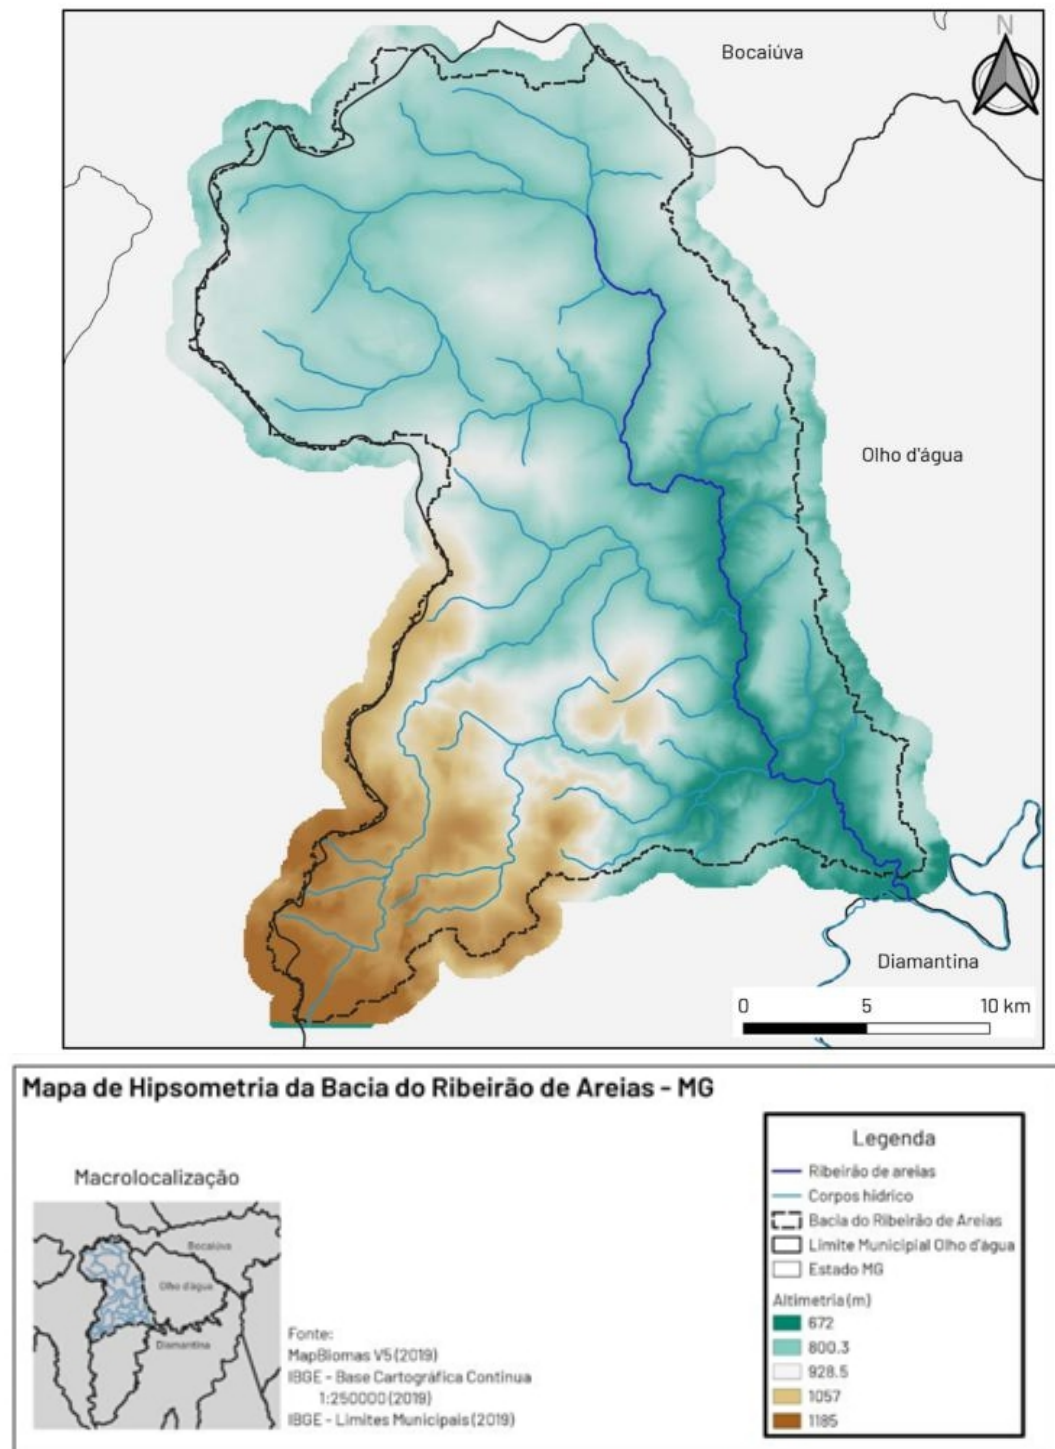 N
Bocaiúva
Olho d'água
Diamantina
0 5 10 km
Mapa de Hipsometria da Bacia do Ribeirão de Areias - MG
Macrolocalização
Bocaiúva
Olho d'água
Diamantina
Fonte:
MapBiomas V5 (2019)
IBGE - Base Cartográfica Continua
1:250000 (2019)
IBGE - Limites Municipais (2019)
Legenda
Ribeirão de areias
Corpos hídrico
Bacia do Ribeirão de Areias
Limite Municipial Olho d'água
Estado MG
Altimetria (m)
672
800.3
928.5
1057
1185